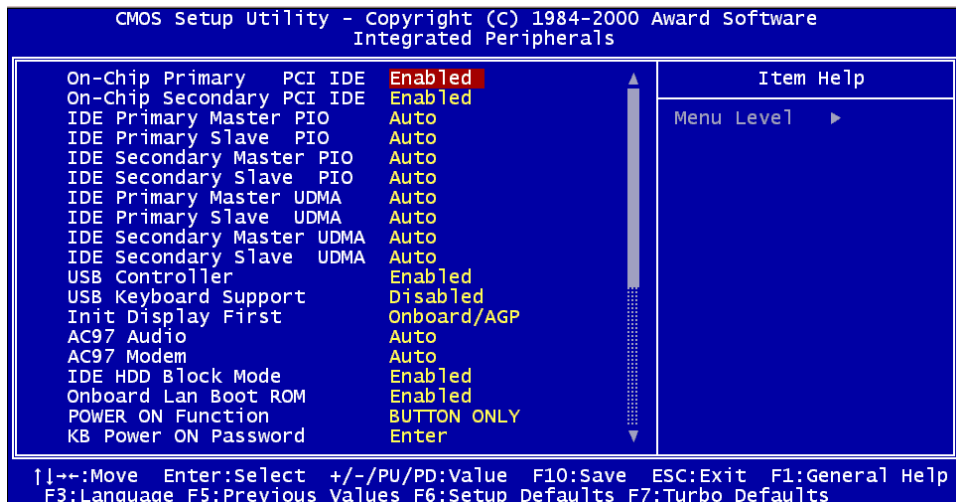 CMOS Setup Utility - Copyright (C) 1984-2000 Award Software
Integrated Peripherals
On-Chip Primary PCI IDE Enabled
On-Chip Secondary PCI IDE Enabled
IDE Primary Master PIO Auto
IDE Primary Slave PIO Auto
IDE Secondary Master PIO Auto
IDE Secondary Slave PIO Auto
IDE Primary Master UDMA Auto
IDE Primary Slave UDMA Auto
IDE Secondary Master UDMA Auto
IDE Secondary Slave UDMA Auto
USB Controller Enabled
USB Keyboard Support Disabled
Init Display First Onboard/AGP
AC97 Audio Auto
AC97 Modem Auto
IDE HDD Block Mode Enabled
Onboard Lan Boot ROM Enabled
POWER ON Function BUTTON ONLY
KB Power ON Password Enter
Item Help
Menu Level ▶
↑↓→←:Move Enter:Select +/-/PU/PD:Value F10:Save ESC:Exit F1:General Help
F3:Language F5:Previous Values F6:Setup Defaults F7:Turbo Defaults